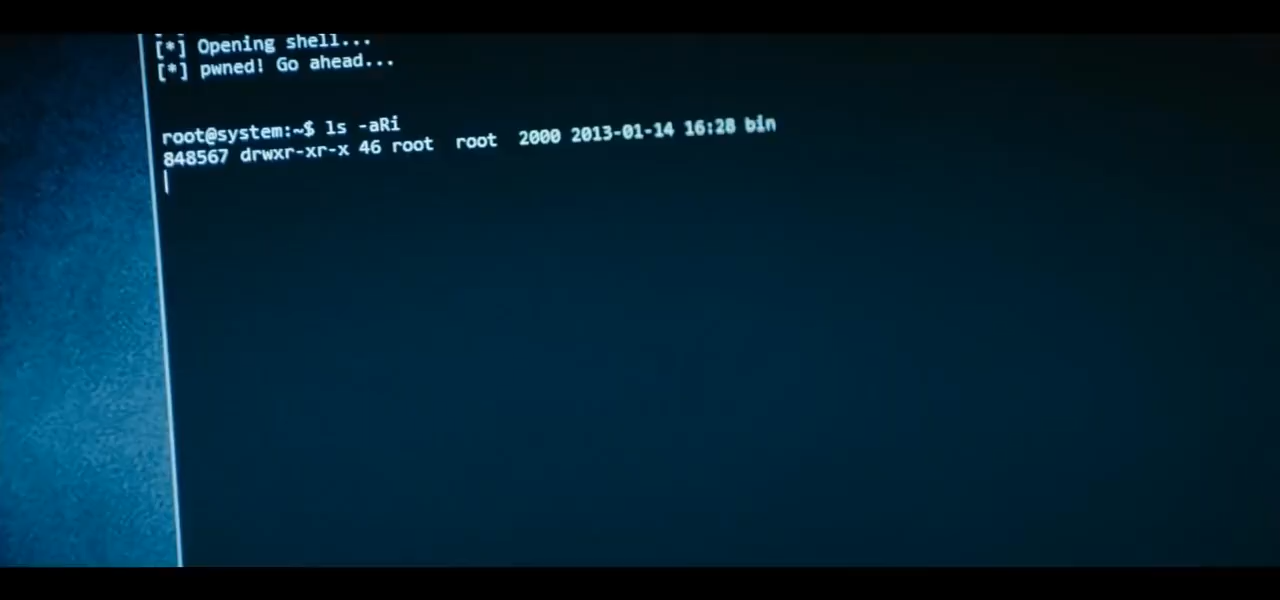 [*] Opening shell...
[*] pwned! Go ahead...
root@system:~$ ls -aRi
848567 drwxr-xr-x 46 root root 2000 2013-01-14 16:28 bin